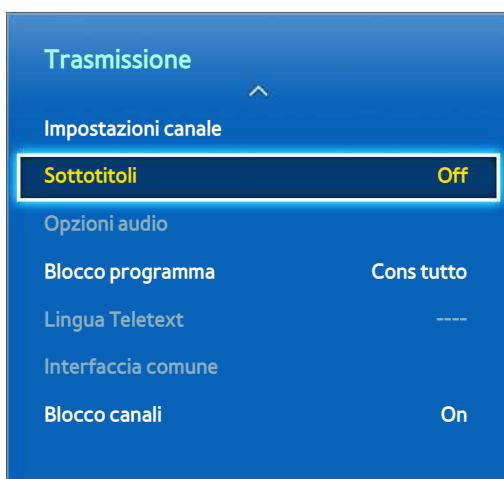 Trasmissione
Impostazioni canale
Sottotitoli Off
Opzioni audio
Blocco programma Cons tutto
Lingua Teletext ----
Interfaccia comune
Blocco canali On